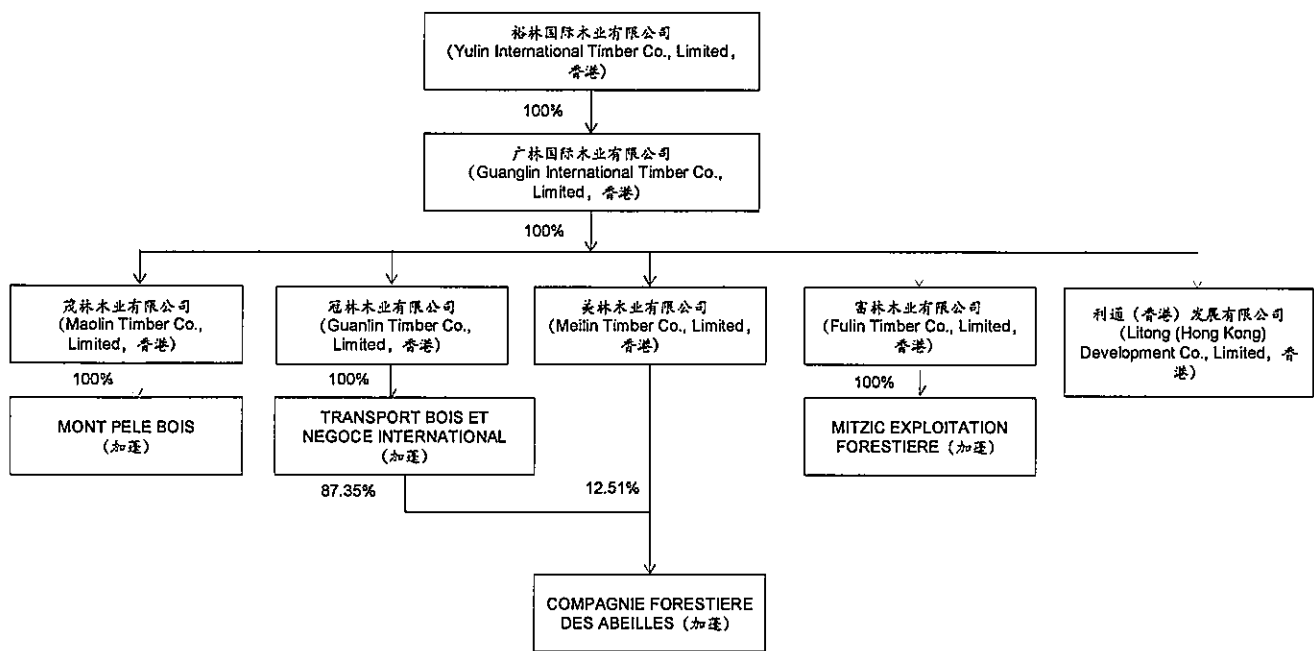 裕林国际木业有限公司
(Yulin International Timber Co., Limited,
香港)
100%
广林国际木业有限公司
(Guanglin International Timber Co.,
Limited, 香港)
100%
茂林木业有限公司
(Maolin Timber Co.,
Limited, 香港)
冠林木业有限公司
(Guanlin Timber Co.,
Limited, 香港)
美林木业有限公司
(Meilin Timber Co., Limited,
香港)
富林木业有限公司
(Fulin Timber Co., Limited,
香港)
利通(香港)发展有限公司
(Litong (Hong Kong)
Development Co., Limited, 香
港)
100%
100%
100%
MONT PELE BOIS
(加蓬)
TRANSPORT BOIS ET
NEGOCE INTERNATIONAL
(加蓬)
MITZIC EXPLOITATION
FORESTIERE (加蓬)
87.35%
12.51%
COMPAGNIE FORESTIERE
DES ABEILLES (加蓬)